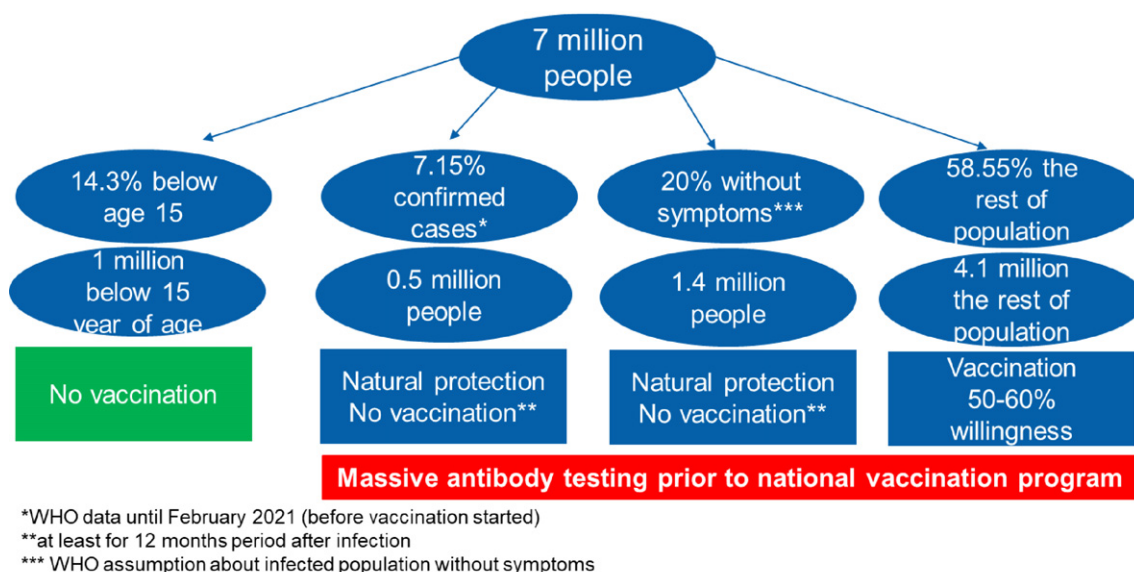 7 million
people
14.3% below
age 15
7.15%
confirmed
cases*
20% without
symptoms***
58.55% the
rest of
population
1 million
below 15
year of age
0.5 million
people
1.4 million
people
4.1 million
the rest of
population
No vaccination
Natural protection
No vaccination**
Natural protection
No vaccination**
Vaccination
50-60%
willingness
Massive antibody testing prior to national vaccination program
*WHO data until February 2021 (before vaccination started)
**at least for 12 months period after infection
*** WHO assumption about infected population without symptoms